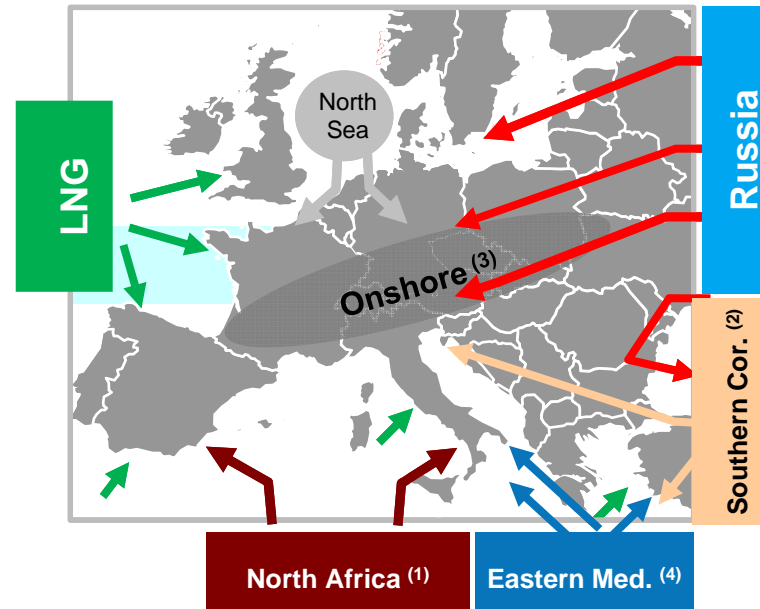 North
Sea
LNG
Russia
Onshore (3)
Southern Cor. (2)
North Africa (1)
Eastern Med. (4)